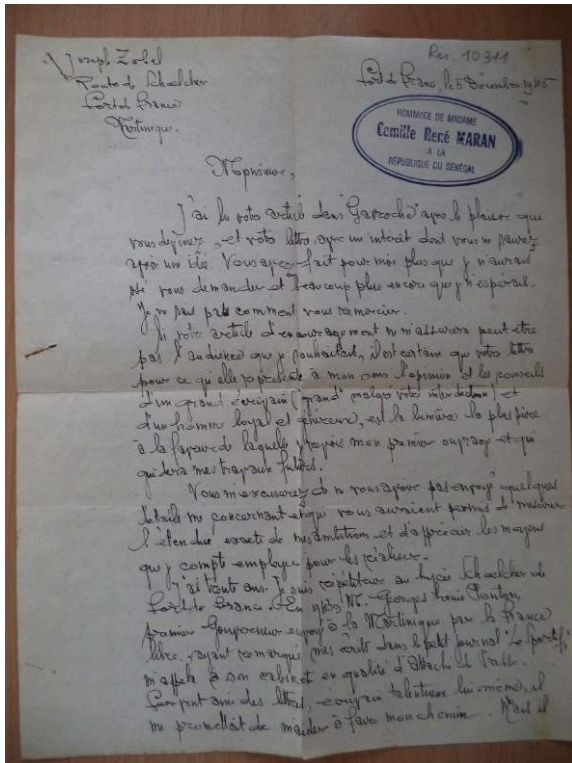 Res. 10311
Joseph Zobel
Route de Schoelcher
Fort de France
Martinique.
Fort de France, le 5 Décembre 1945
HOMMAGE DE MADAME
Camille René MARAN
A LA
RÉPUBLIQUE DU SÉNÉGAL
Monsieur,
J'ai lu votre article dans Gavroche avec le plaisir que
vous devinez, et votre lettre, avec un intérêt dont vous ne pouvez
avoir une idée. Vous avez fait pour moi plus que je n'aurais
osé vous demander et beaucoup plus encore que je n'espérais.
Je ne sais pas comment vous remercier.
Si votre article d'encouragement ne m'assurera peut-être
pas l'audience que je souhaitais, il est certain que votre lettre
pour ce qu'elle représente à mon sens l'opinion et les conseils
d'un grand écrivain ("grand" malgré votre interdiction) et
d'un homme loyal et généreux, est la lumière la plus
à la faveur de laquelle je mon premier ouvrage et qui
guidera mes travaux futurs.
Vous m'excuserez de ne vous avoir pas envoyé quelques
détails me concernant et qui vous auraient permis de mesurer
l'étendue exacte de mes ambitions et d'apprécier les moyens
que je compte employer pour les réaliser.
J'ai trente ans. Je suis répétiteur au lycée Schoelcher de
Fort de France. En M. Georges Louis Ponton,
premier Gouverneur envoyé à la Martinique par la France
libre, ayant remarqué mes écrits dans le petit journal "Le Sportif",
m'appela à son cabinet en qualité d'attaché de
Fervent ami des lettres, écrivain talentueux lui-même, il
me promettait de m'aider à faire mon chemin. Mais il